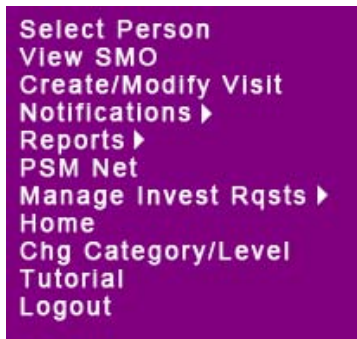 Select Person
View SMO
Create/Modify Visit
Notifications
Reports
PSM Net
Manage Invest Rqsts
Home
Chg Category/Level
Tutorial
Logout